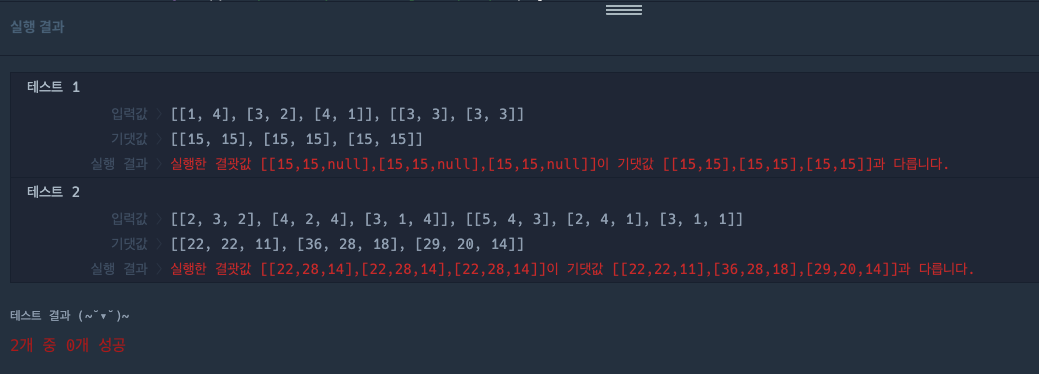 실행 결과
테스트 1
입력값 > [[1, 4], [3, 2], [4, 1]], [[3, 3], [3, 3]]
기댓값 > [[15, 15], [15, 15], [15, 15]]
실행 결과 > 실행한 결괏값 [[15,15,null],[15,15,null],[15,15,null]]이 기댓값 [[15,15],[15,15],[15,15]]과 다릅니다.
테스트 2
입력값 > [[2, 3, 2], [4, 2, 4], [3, 1, 4]], [[5, 4, 3], [2, 4, 1], [3, 1, 1]]
기댓값 > [[22, 22, 11], [36, 28, 18], [29, 20, 14]]
실행 결과 > 실행한 결괏값 [[22,28,14],[22,28,14],[22,28,14]]이 기댓값 [[22,22,11],[36,28,18],[29,20,14]]과 다릅니다.
테스트 결과 (~˘▾˘)~
2개 중 0개 성공